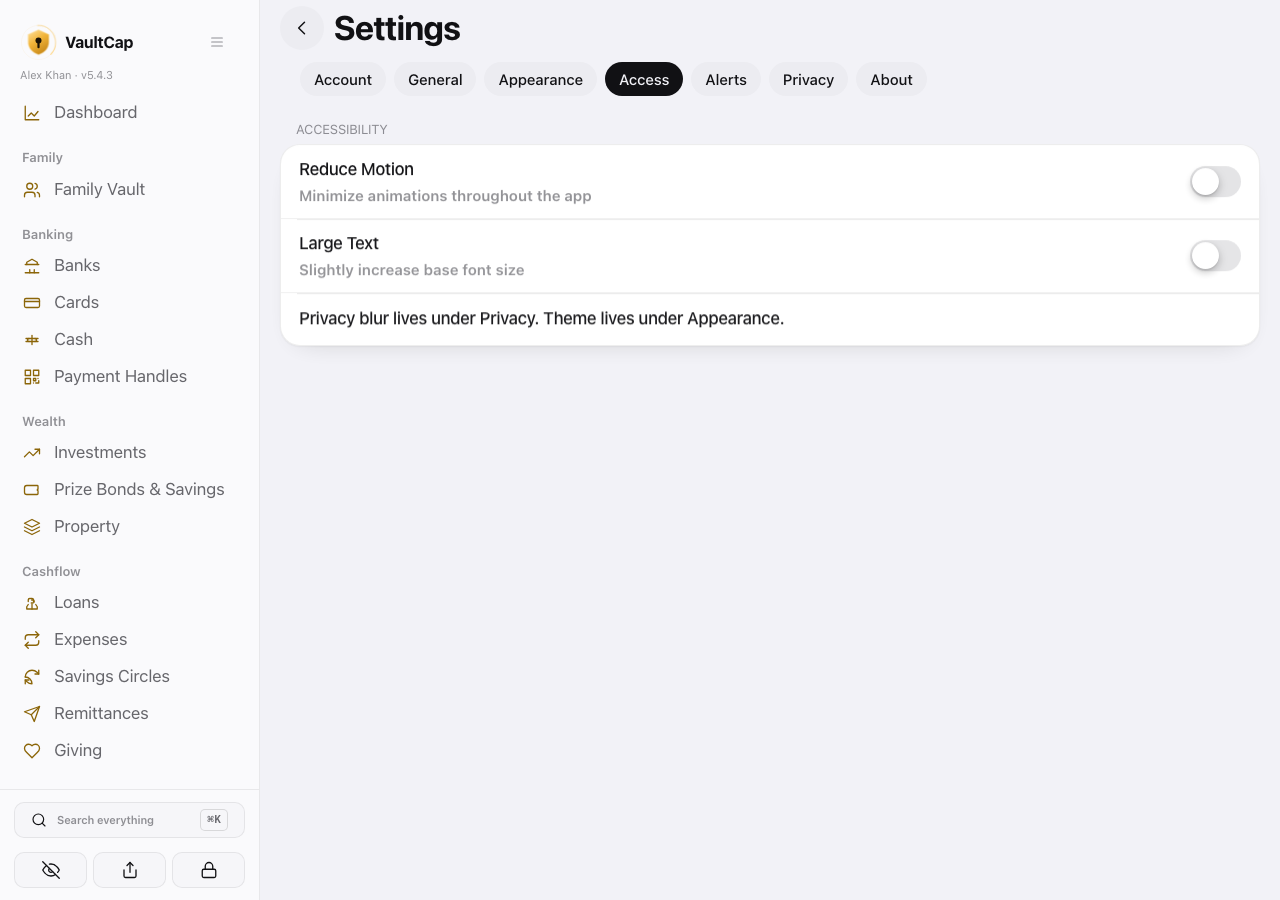 VaultCap
Alex Khan · v5.4.3
Dashboard
Family
Family Vault
Banking
Banks
Cards
Cash
Payment Handles
Wealth
Investments
Prize Bonds & Savings
Property
Cashflow
Loans
Expenses
Savings Circles
Remittances
Giving
Search everything ⌘K
Settings
Account General Appearance Access Alerts Privacy About
ACCESSIBILITY
Reduce Motion
Minimize animations throughout the app
Large Text
Slightly increase base font size
Privacy blur lives under Privacy. Theme lives under Appearance.